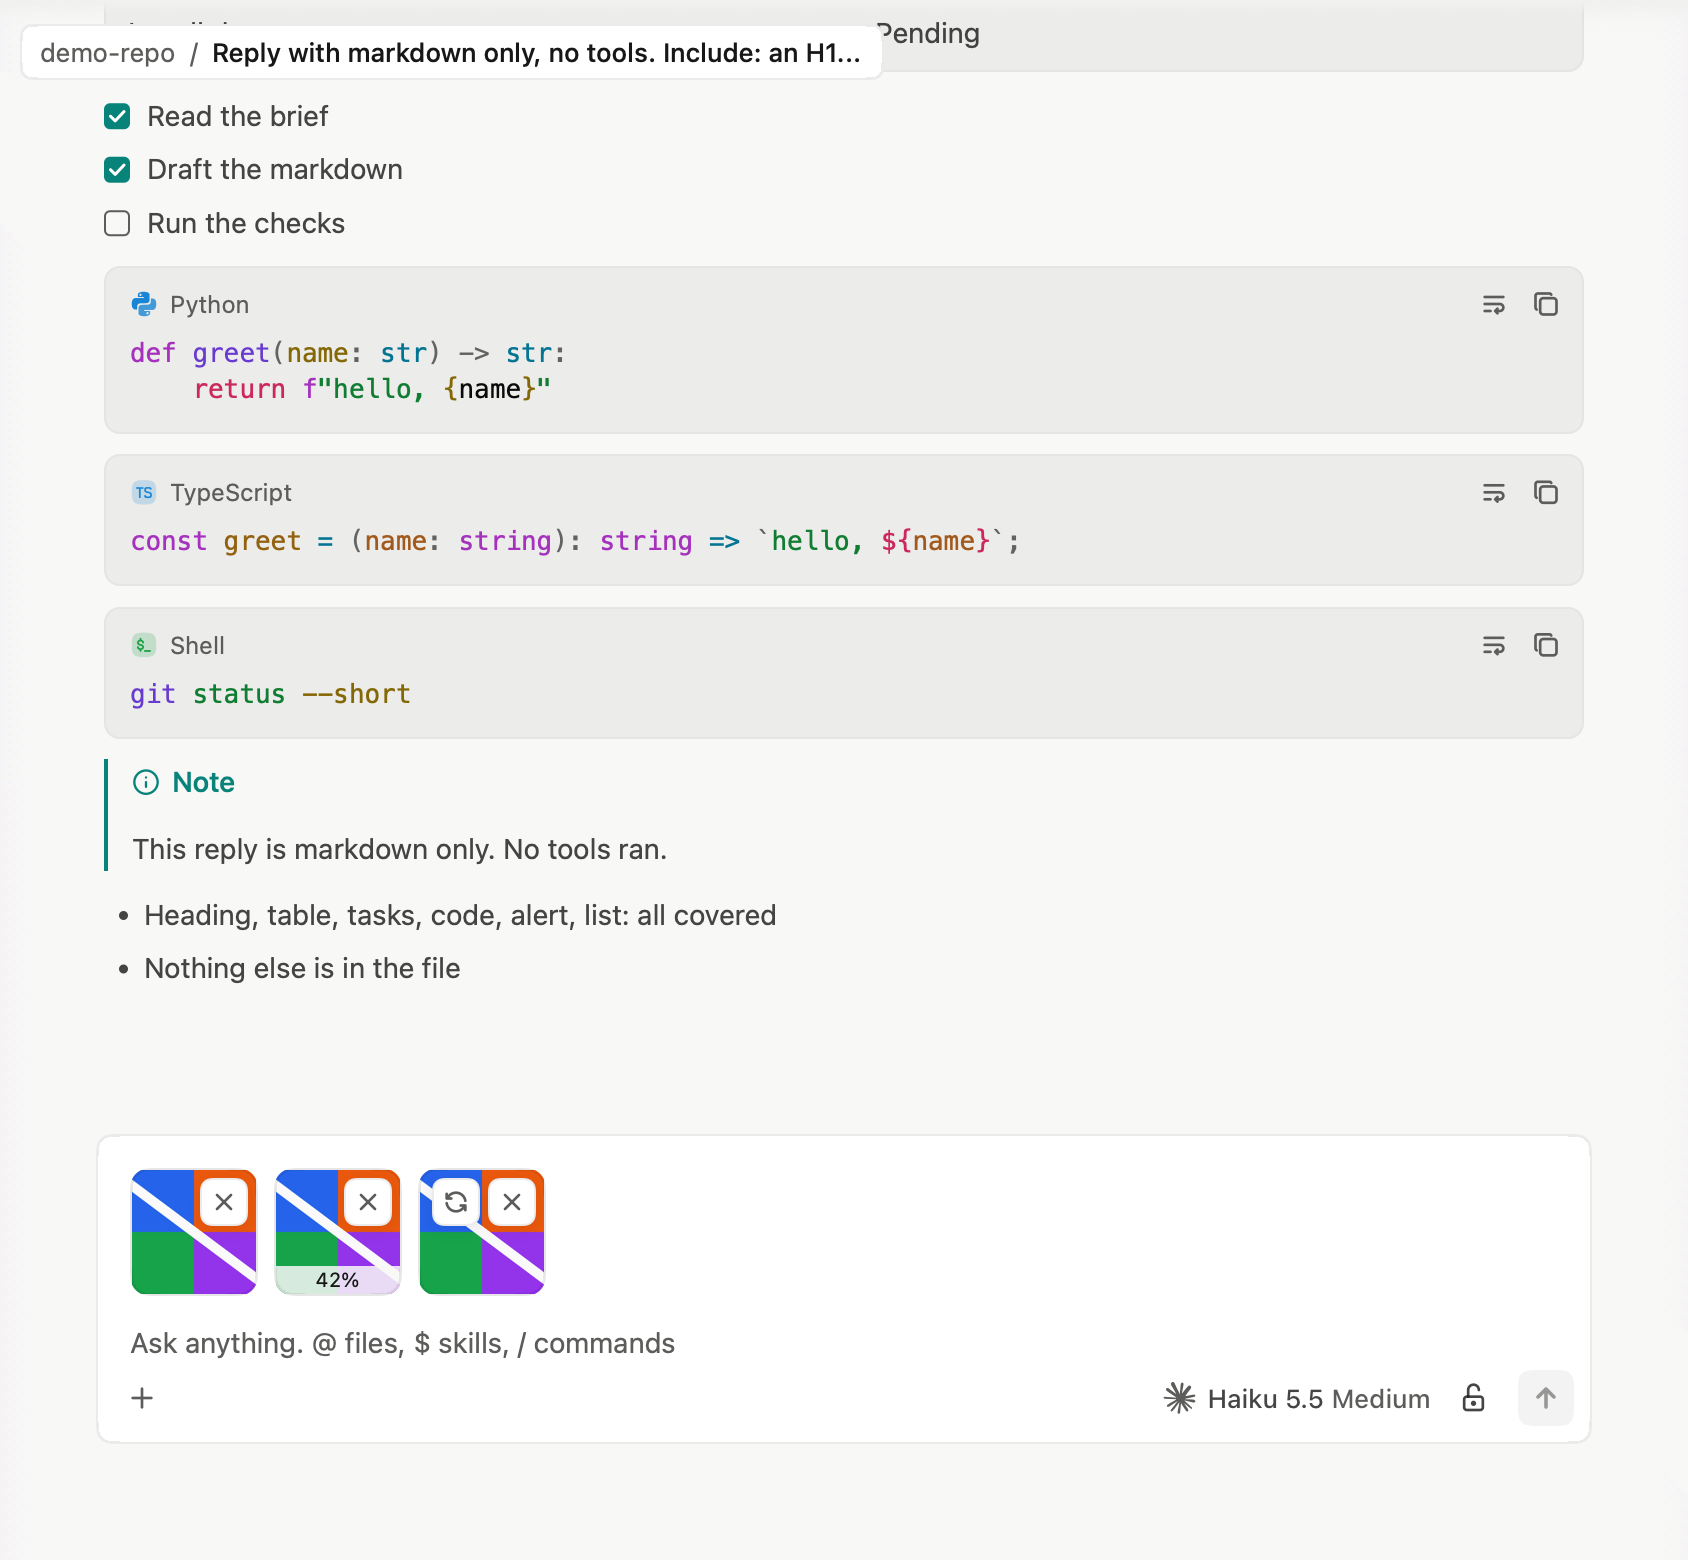 Pending
demo-repo / Reply with markdown only, no tools. Include: an H1...
Read the brief
Draft the markdown
Run the checks
Python
def greet(name: str) -> str:
    return f"hello, {name}"
TS TypeScript
const greet = (name: string): string => `hello, ${name}`;
$_ Shell
git status --short
Note
This reply is markdown only. No tools ran.
• Heading, table, tasks, code, alert, list: all covered
• Nothing else is in the file
42%
Ask anything. @ files, $ skills, / commands
Haiku 5.5 Medium